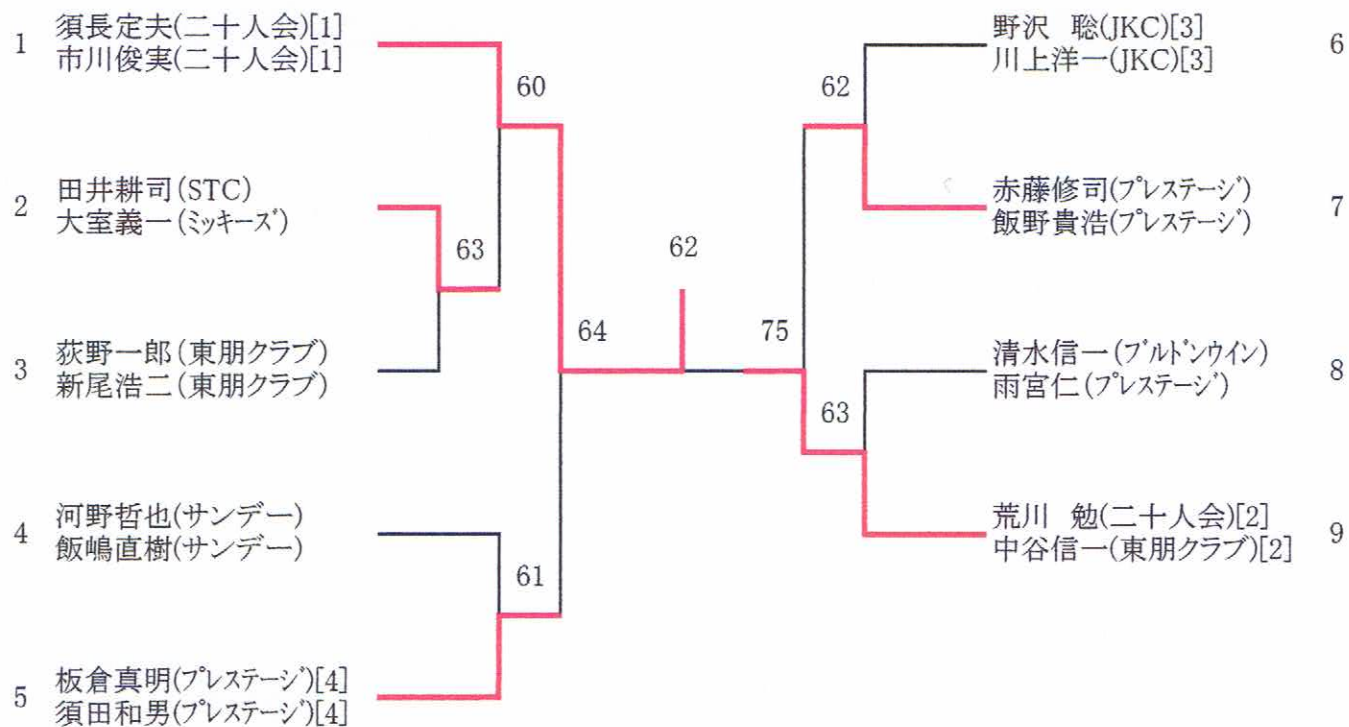 1
須長定夫(二十人会)[1]
市川俊実(二十人会)[1]
60
2
田井耕司(STC)
大室義一(ミッキーズ)
63
3
荻野一郎(東朋クラブ)
新尾浩二(東朋クラブ)
64
4
河野哲也(サンデー)
飯嶋直樹(サンデー)
61
5
板倉真明(プレステージ)[4]
須田和男(プレステージ)[4]
62
野沢 聡(JKC)[3]
川上洋一(JKC)[3]
6
62
赤藤修司(プレステージ)
飯野貴浩(プレステージ)
7
75
清水信一(ブルドンウイン)
雨宮仁(プレステージ)
8
63
荒川 勉(二十人会)[2]
中谷信一(東朋クラブ)[2]
9